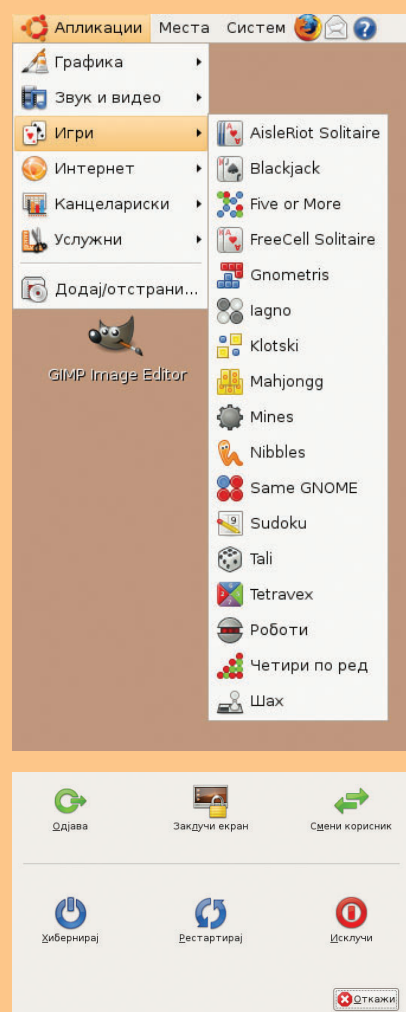 Апликации Места Систем
Графика
Звук и видео
Игри
Интернет
Канцелариски
Услужни
Додај/отстрани...
GIMP Image Editor
AisleRiot Solitaire
Blackjack
Five or More
FreeCell Solitaire
Gnometris
Iagno
Klotski
Mahjongg
Mines
Nibbles
Same GNOME
Sudoku
Tali
Tetravex
Роботи
Четири по ред
Шах
Одјава Заклучи екран Смени корисник
Хибернирај Рестартирај Исклучи
Откажи